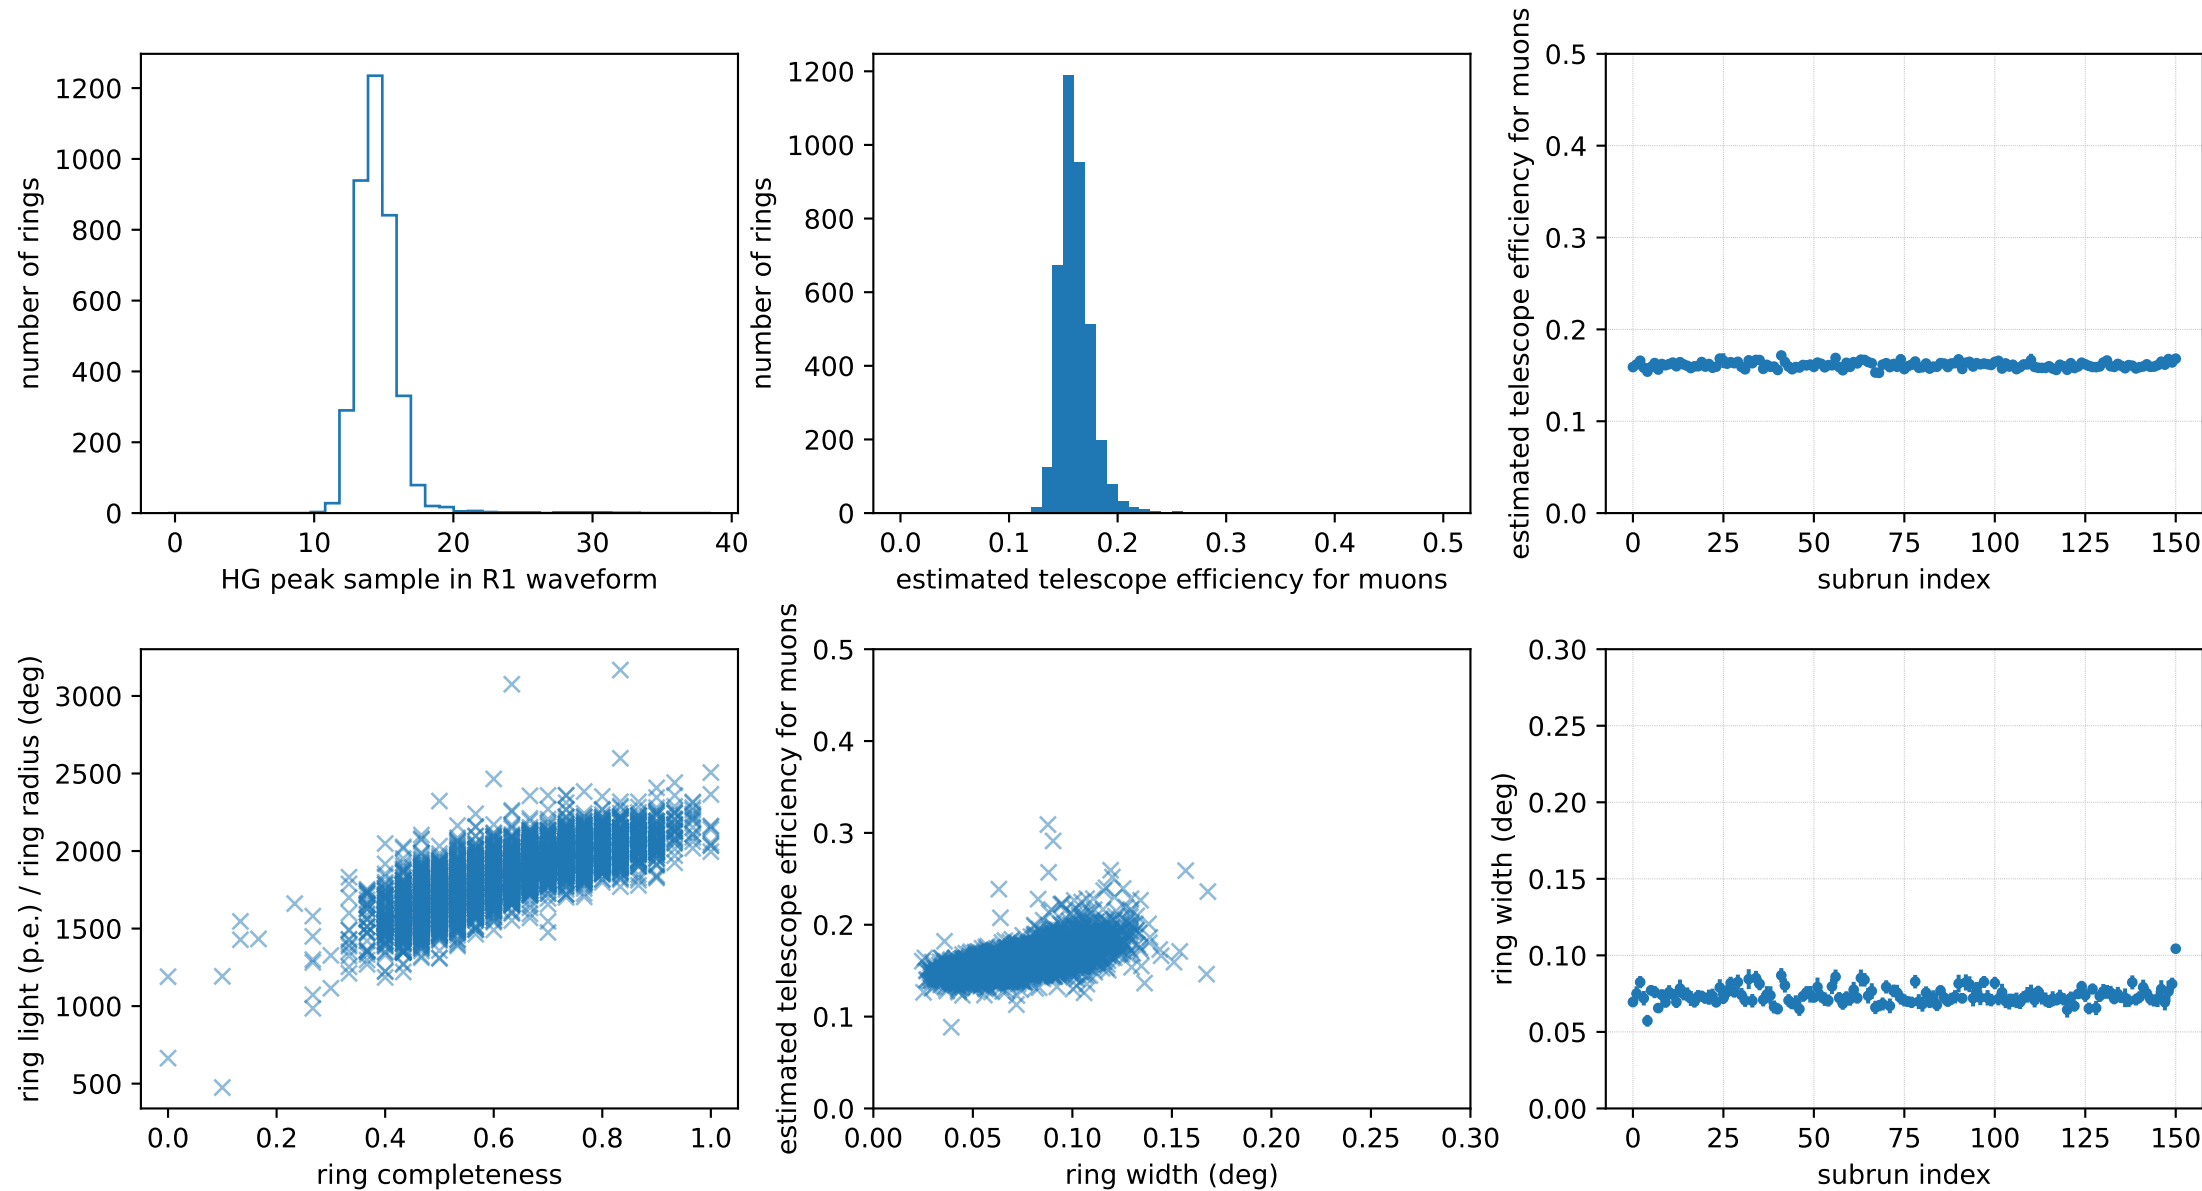 number of rings
1200
1000
800
600
400
200
0
0 10 20 30 40
HG peak sample in R1 waveform
number of rings
1200
1000
800
600
400
200
0
0.0 0.1 0.2 0.3 0.4 0.5
estimated telescope efficiency for muons
estimated telescope efficiency for muons
0.5
0.4
0.3
0.2
0.1
0.0
0 25 50 75 100 125 150
subrun index
ring light (p.e.) / ring radius (deg)
3000
2500
2000
1500
1000
500
0.0 0.2 0.4 0.6 0.8 1.0
ring completeness
estimated telescope efficiency for muons
0.5
0.4
0.3
0.2
0.1
0.0
0.00 0.05 0.10 0.15 0.20 0.25 0.30
ring width (deg)
ring width (deg)
0.30
0.25
0.20
0.15
0.10
0.05
0.00
0 25 50 75 100 125 150
subrun index